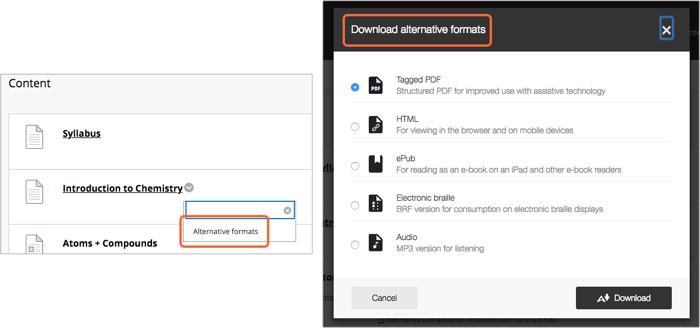 Content
Syllabus
Introduction to Chemistry
Alternative formats
Atoms + Compounds
Download alternative formats
Tagged PDF
PDF
Structured PDF for improved use with assistive technology
HTML
For viewing in the browser and on mobile devices
ePub
For reading as an e-book on an iPad and other e-book readers
Electronic braille
BRF version for consumption on electronic braille displays
Audio
MP3 version for listening
Cancel
Download